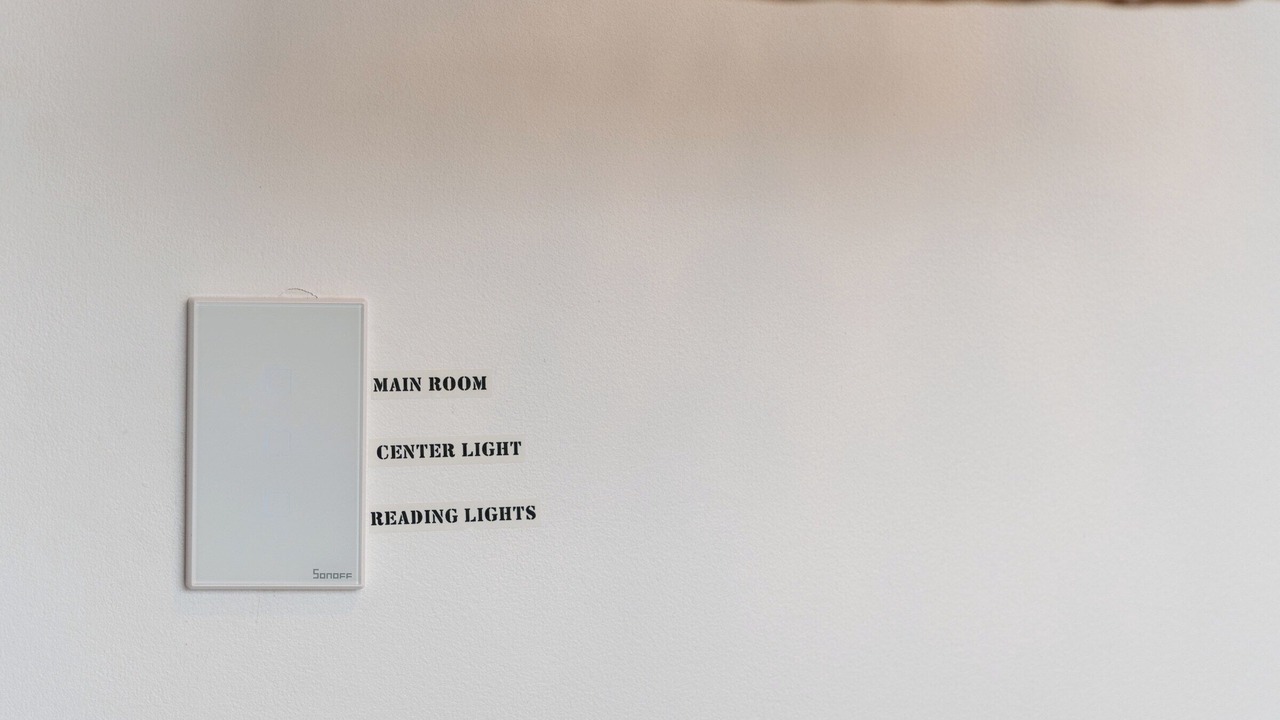 MAIN ROOM
CENTER LIGHT
READING LIGHTS
SONOFF